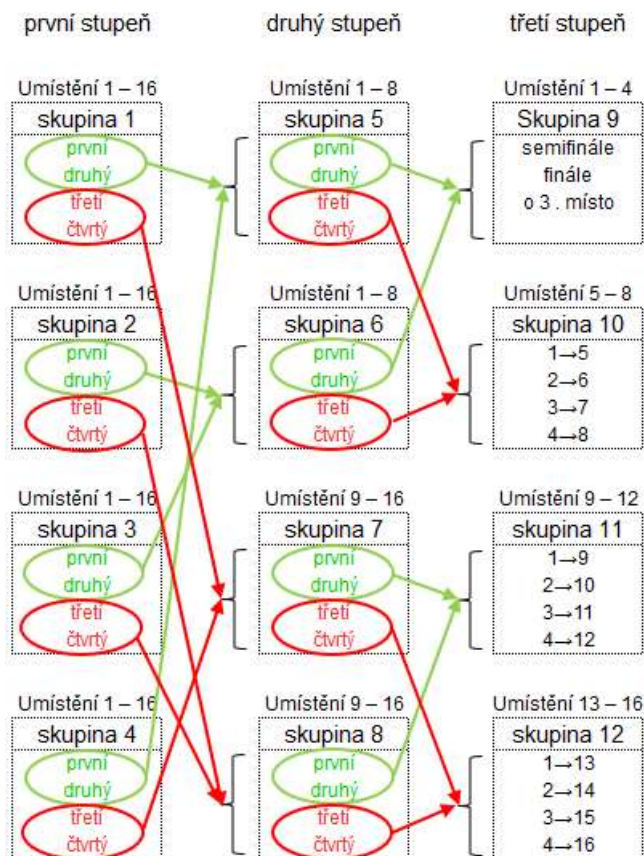 první stupeň
druhý stupeň
třetí stupeň
Umístění 1 – 16
skupina 1
první
druhý
třetí
čtvrtý
Umístění 1 – 8
skupina 5
první
druhý
třetí
čtvrtý
Umístění 1 – 4
Skupina 9
semifinále
finále
o 3 . místo
Umístění 1 – 16
skupina 2
první
druhý
třetí
čtvrtý
Umístění 1 – 8
skupina 6
první
druhý
třetí
čtvrtý
Umístění 5 – 8
skupina 10
1→5
2→6
3→7
4→8
Umístění 1 – 16
skupina 3
první
druhý
třetí
čtvrtý
Umístění 9 – 16
skupina 7
první
druhý
třetí
čtvrtý
Umístění 9 – 12
skupina 11
1→9
2→10
3→11
4→12
Umístění 1 – 16
skupina 4
první
druhý
třetí
čtvrtý
Umístění 9 – 16
skupina 8
první
druhý
třetí
čtvrtý
Umístění 13 – 16
skupina 12
1→13
2→14
3→15
4→16